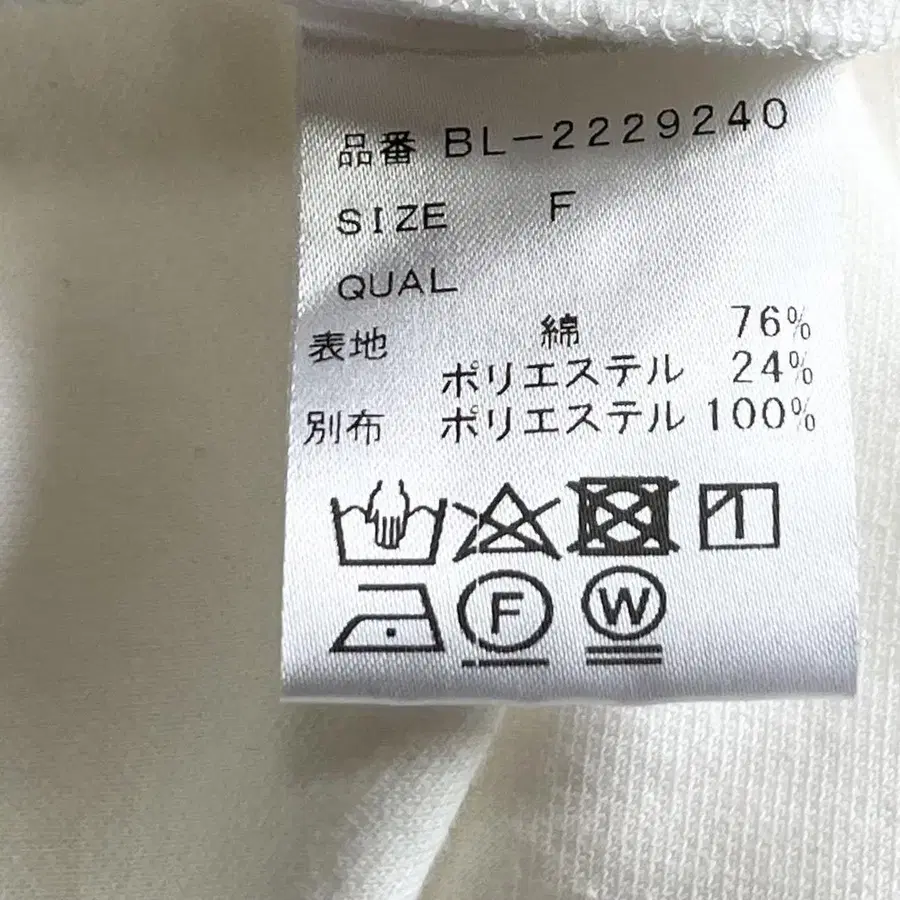 品番 BL-2229240
SIZE F
QUAL
表地 綿 76%
ポリエステル 24%
別布 ポリエステル 100%
F W